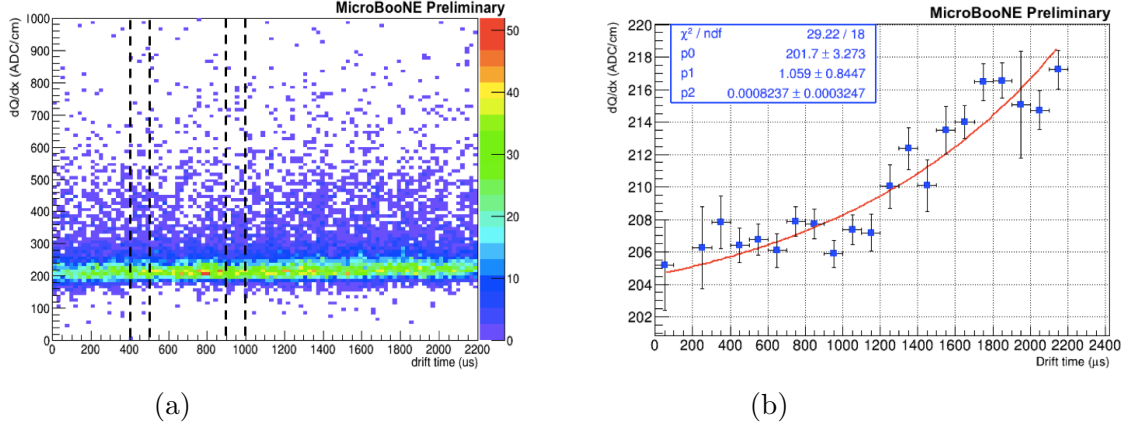 MicroBooNE Preliminary
dQ/dx (ADC/cm)
1000
900
800
700
600
500
400
300
200
100
0
0 200 400 600 800 1000 1200 1400 1600 1800 2000 2200
drift time (us)
50
40
30
20
10
0
(a)
MicroBooNE Preliminary
dQ/dx (ADC/cm)
220
218
216
214
212
210
208
206
204
202
χ² / ndf 29.22 / 18
p0 201.7 ± 3.273
p1 1.059 ± 0.8447
p2 0.0008237 ± 0.0003247
0 200 400 600 800 1000 1200 1400 1600 1800 2000 2200 2400
Drift time (μs)
(b)